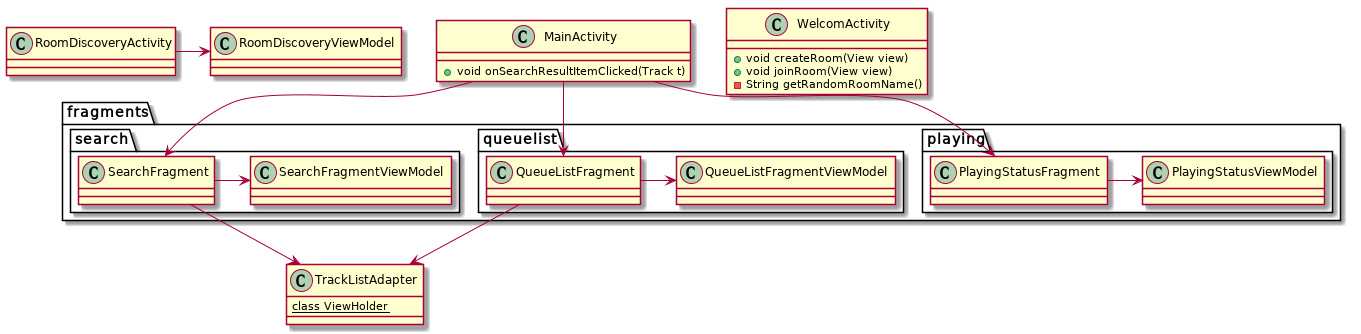 C RoomDiscoveryActivity
C RoomDiscoveryViewModel
C MainActivity
void onSearchResultItemClicked(Track t)
C WelcomActivity
void createRoom(View view)
void joinRoom(View view)
String getRandomRoomName()
fragments
search
C SearchFragment
C SearchFragmentViewModel
queuelist
C QueueListFragment
C QueueListFragmentViewModel
playing
C PlayingStatusFragment
C PlayingStatusViewModel
C TrackListAdapter
class ViewHolder